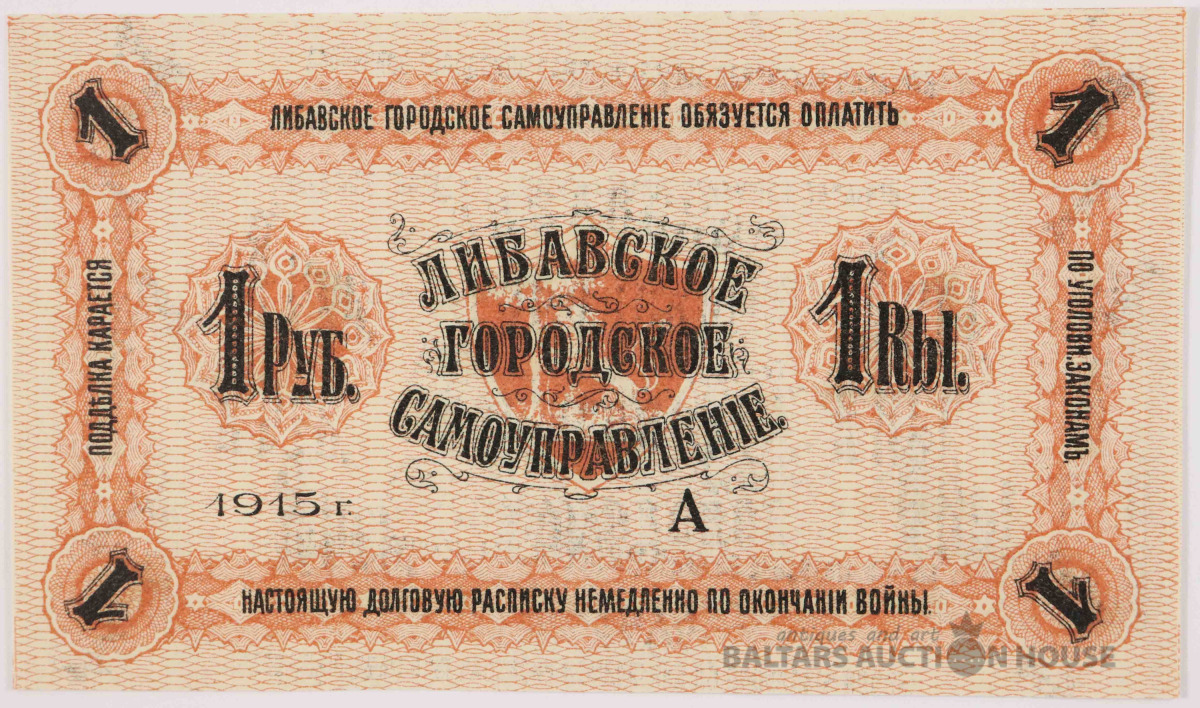 1
ЛИБАВСКОЕ ГОРОДСКОЕ САМОУПРАВЛЕНІЕ ОБЯЗУЕТСЯ ОПЛАТИТЬ
1
ПОДДѢЛКА КАРАЕТСЯ
1 РУБ.
ЛИБАВСКОЕ
ГОРОДСКОЕ
САМОУПРАВЛЕНІЕ.
1 RЫ.
ПО УГОЛОВН. ЗАКОНАМЪ.
1915 г.
А
1
НАСТОЯЩУЮ ДОЛГОВУЮ РАСПИСКУ НЕМЕДЛЕННО ПО ОКОНЧАНІИ ВОЙНЫ.
1
antiques and art
BALTARS AUCTION HOUSE